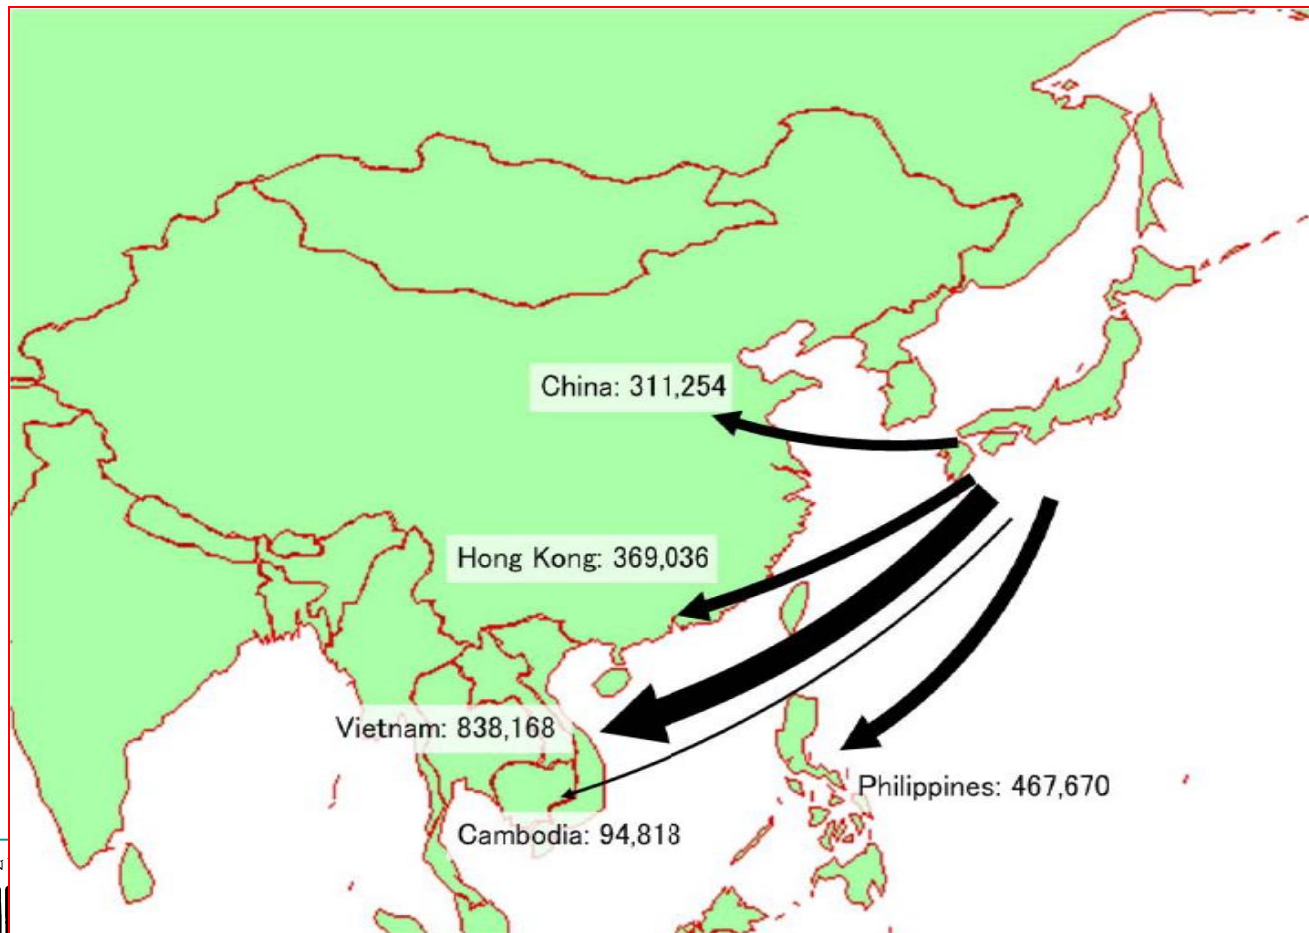 China: 311,254
Hong Kong: 369,036
Vietnam: 838,168
Philippines: 467,670
Cambodia: 94,818